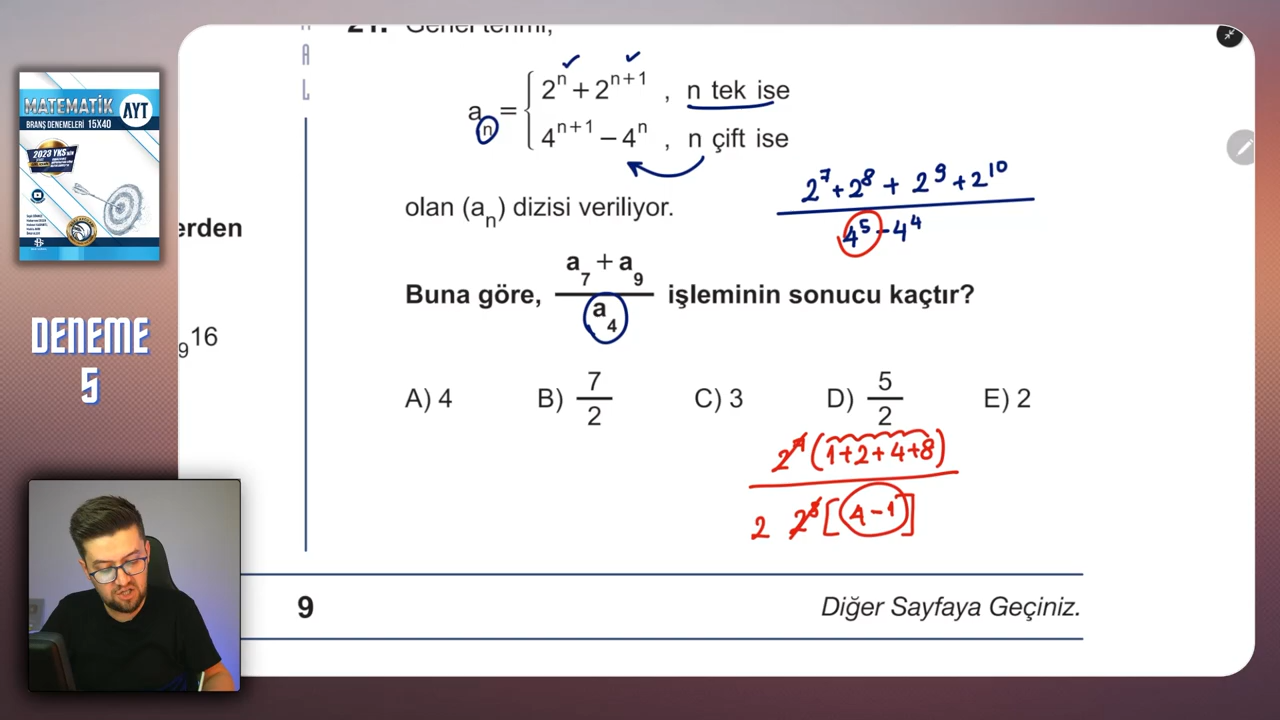 MATEMATİK AYT
BRANŞ DENEMELERİ 15X40
2023 YKS'NİN
DENEME
5
A
L
erden
9 16
21. Genel terimi,
aₙ = { 2ⁿ + 2ⁿ⁺¹ , n tek ise
4ⁿ⁺¹ – 4ⁿ , n çift ise
olan (aₙ) dizisi veriliyor.
2⁷ + 2⁸ + 2⁹ + 2¹⁰
4⁵ – 4⁴
Buna göre, (a₇ + a₉) / a₄ işleminin sonucu kaçtır?
A) 4 B) 7/2 C) 3 D) 5/2 E) 2
(1+2+4+8)
2 2⁸ [4–1]
9 Diğer Sayfaya Geçiniz.